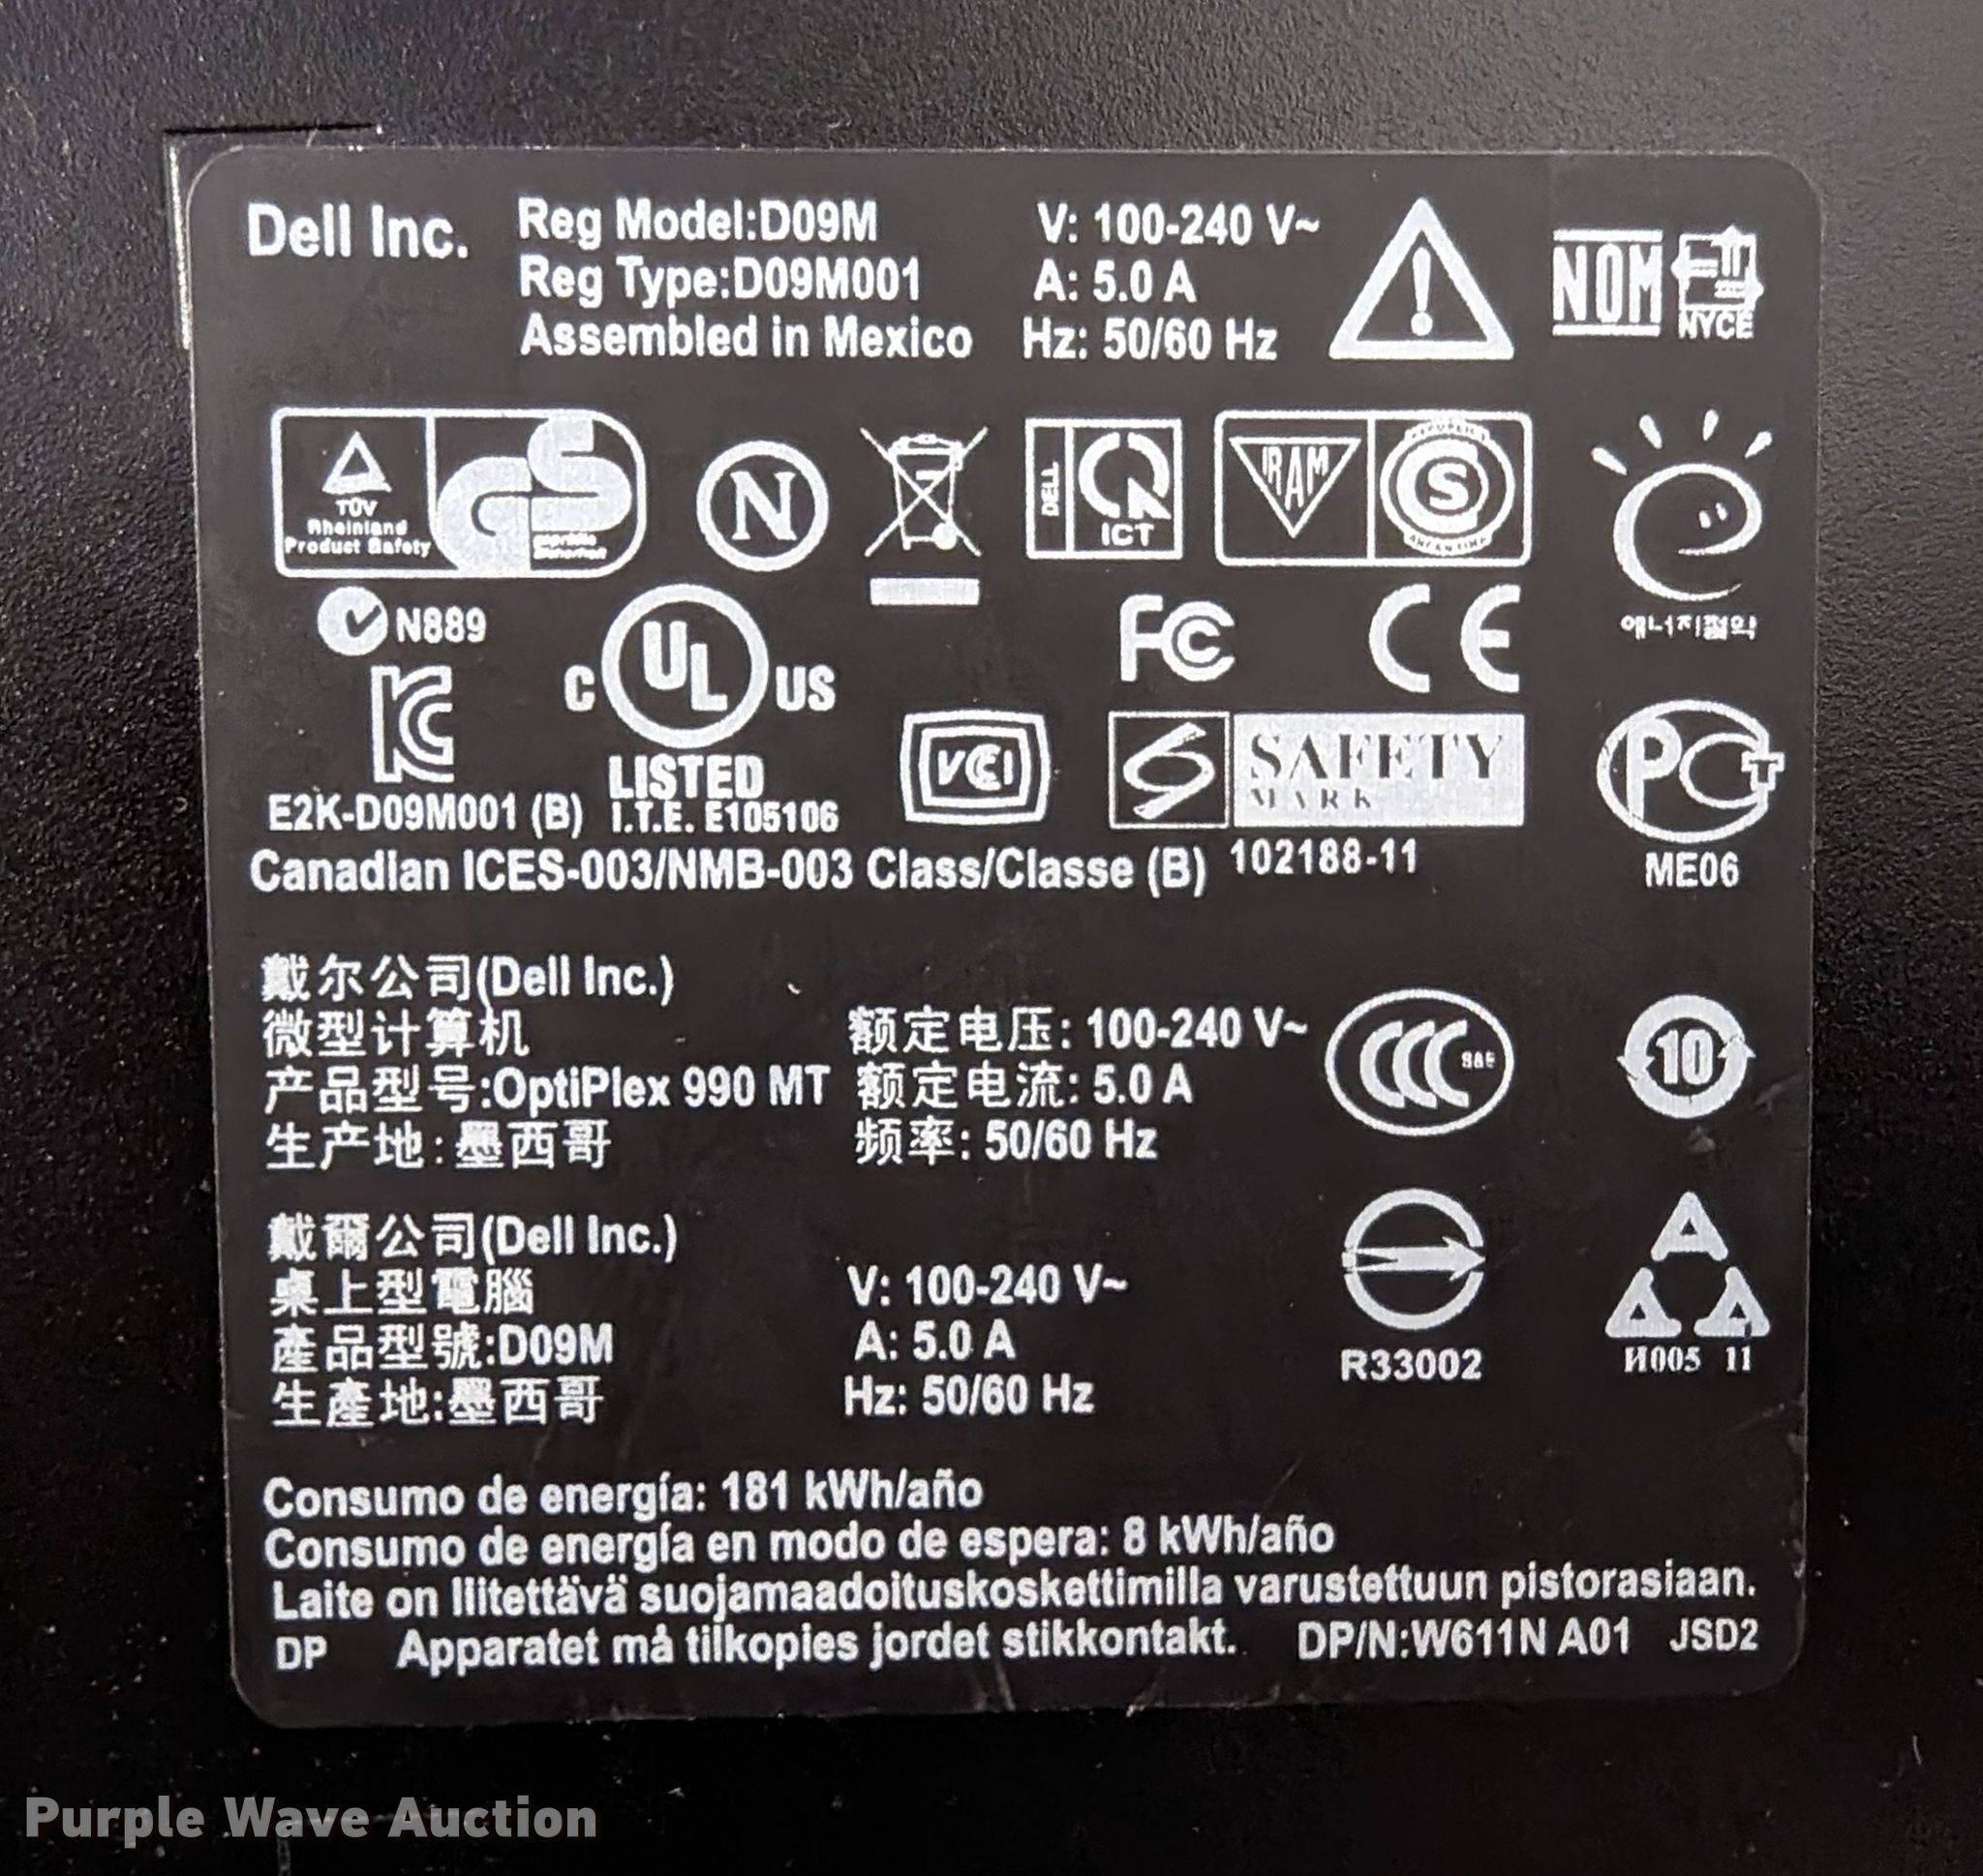 Dell Inc.
Reg Model:D09M
Reg Type:D09M001
Assembled in Mexico
V: 100-240 V~
A: 5.0 A
Hz: 50/60 Hz
NOM
NYCE
TÜV
Rheinland
Product Safety
GS
geprüfte
Sicherheit
N
DELL
ICT
IRAM
S
ARGENTINA
N889
C UL US
LISTED
I.T.E. E105106
FC
CE
에너지절약
E2K-D09M001 (B)
VCCI
SAFETY
MARK
102188-11
PCT
ME06
Canadian ICES-003/NMB-003 Class/Classe (B)
戴尔公司(Dell Inc.)
微型计算机
产品型号:OptiPlex 990 MT
生产地:墨西哥
额定电压: 100-240 V~
额定电流: 5.0 A
频率: 50/60 Hz
CCC S&E
10
戴爾公司(Dell Inc.)
桌上型電腦
產品型號:D09M
生產地:墨西哥
V: 100-240 V~
A: 5.0 A
Hz: 50/60 Hz
R33002
И005 11
Consumo de energía: 181 kWh/año
Consumo de energía en modo de espera: 8 kWh/año
Laite on liitettävä suojamaadoituskoskettimilla varustettuun pistorasiaan.
DP Apparatet må tilkopies jordet stikkontakt. DP/N:W611N A01 JSD2
Purple Wave Auction